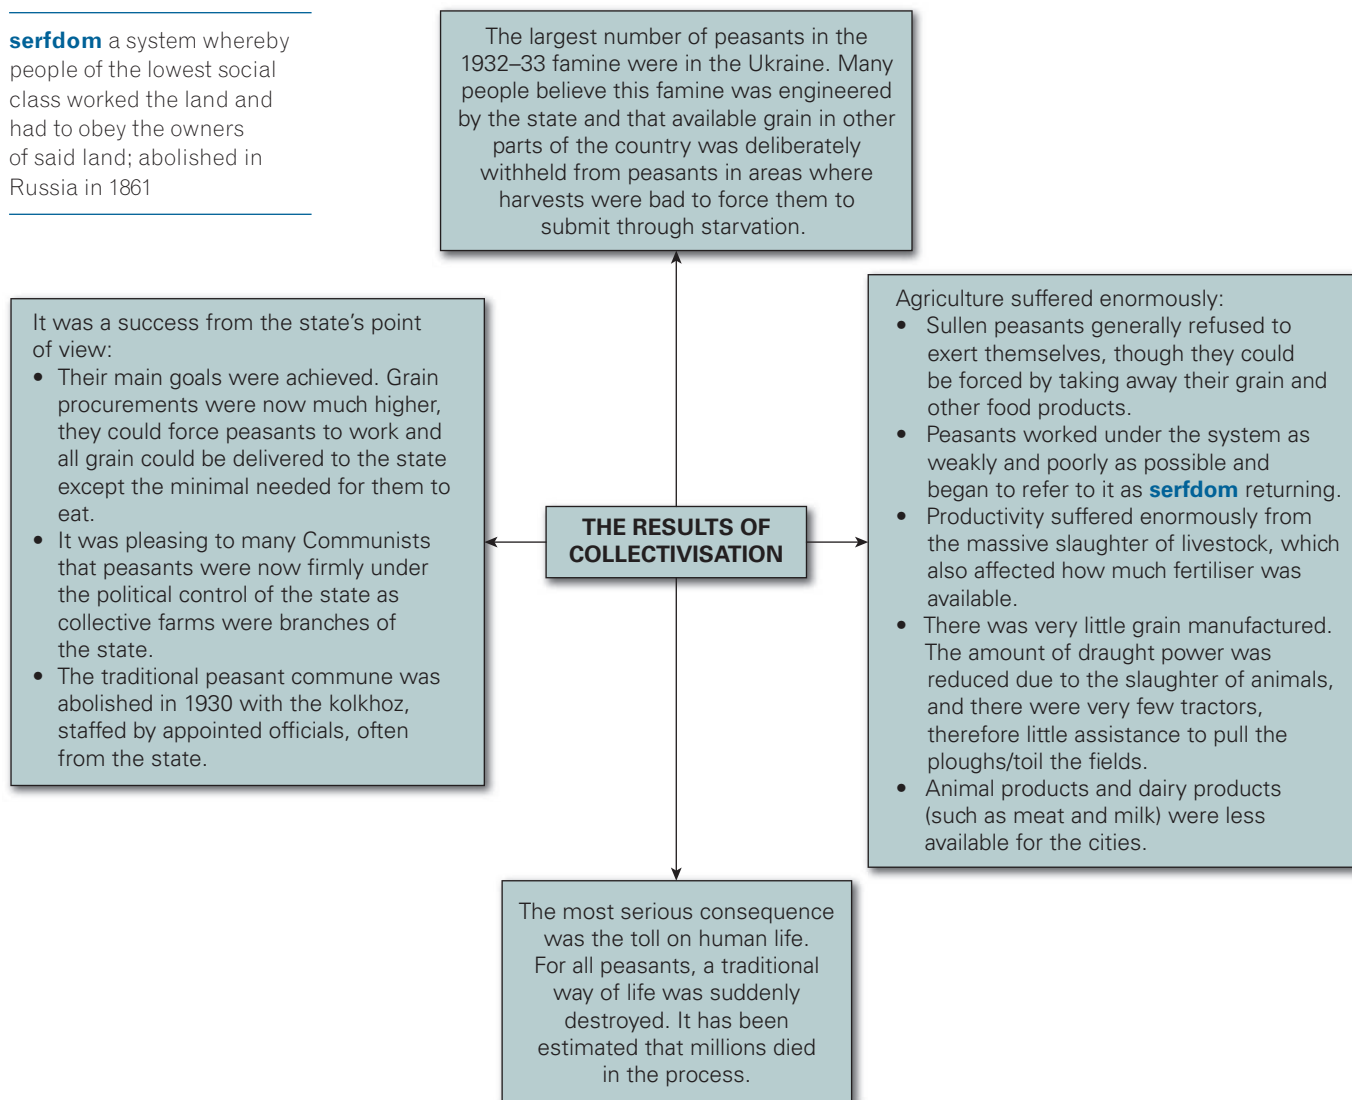 serfdom a system whereby
people of the lowest social
class worked the land and
had to obey the owners
of said land; abolished in
Russia in 1861
The largest number of peasants in the
1932–33 famine were in the Ukraine. Many
people believe this famine was engineered
by the state and that available grain in other
parts of the country was deliberately
withheld from peasants in areas where
harvests were bad to force them to
submit through starvation.
It was a success from the state's point
of view:
• Their main goals were achieved. Grain
procurements were now much higher,
they could force peasants to work and
all grain could be delivered to the state
except the minimal needed for them to
eat.
• It was pleasing to many Communists
that peasants were now firmly under
the political control of the state as
collective farms were branches of
the state.
• The traditional peasant commune was
abolished in 1930 with the kolkhoz,
staffed by appointed officials, often
from the state.
THE RESULTS OF
COLLECTIVISATION
Agriculture suffered enormously:
• Sullen peasants generally refused to
exert themselves, though they could
be forced by taking away their grain and
other food products.
• Peasants worked under the system as
weakly and poorly as possible and
began to refer to it as serfdom returning.
• Productivity suffered enormously from
the massive slaughter of livestock, which
also affected how much fertiliser was
available.
• There was very little grain manufactured.
The amount of draught power was
reduced due to the slaughter of animals,
and there were very few tractors,
therefore little assistance to pull the
ploughs/toil the fields.
• Animal products and dairy products
(such as meat and milk) were less
available for the cities.
The most serious consequence
was the toll on human life.
For all peasants, a traditional
way of life was suddenly
destroyed. It has been
estimated that millions died
in the process.